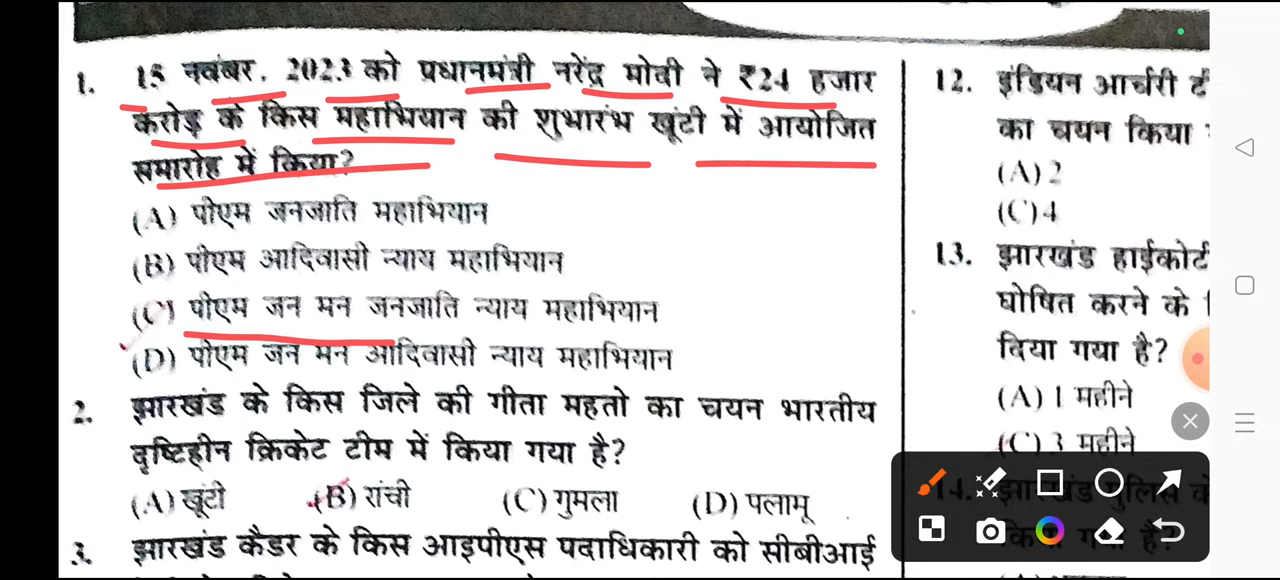 1. 15 नवंबर, 2023 को प्रधानमंत्री नरेंद्र मोदी ने ₹24 हजार
करोड़ के किस महाभियान की शुभारंभ खूंटी में आयोजित
समारोह में किया?
(A) पीएम जनजाति महाभियान
(B) पीएम आदिवासी न्याय महाभियान
(C) पीएम जन मन जनजाति न्याय महाभियान
(D) पीएम जन मन आदिवासी न्याय महाभियान
2. झारखंड के किस जिले की गीता महतो का चयन भारतीय
दृष्टिहीन क्रिकेट टीम में किया गया है?
(A) खूंटी (B) रांची (C) गुमला (D) पलामू
3. झारखंड कैडर के किस आइपीएस पदाधिकारी को सीबीआई
12. इंडियन आर्चरी
का चयन किया
(A) 2
(C) 4
13. झारखंड हाईकोर्ट
घोषित करने के
दिया गया है?
(A) 1 महीने
(C) 3 महीने
14. झारखंड पुलिस